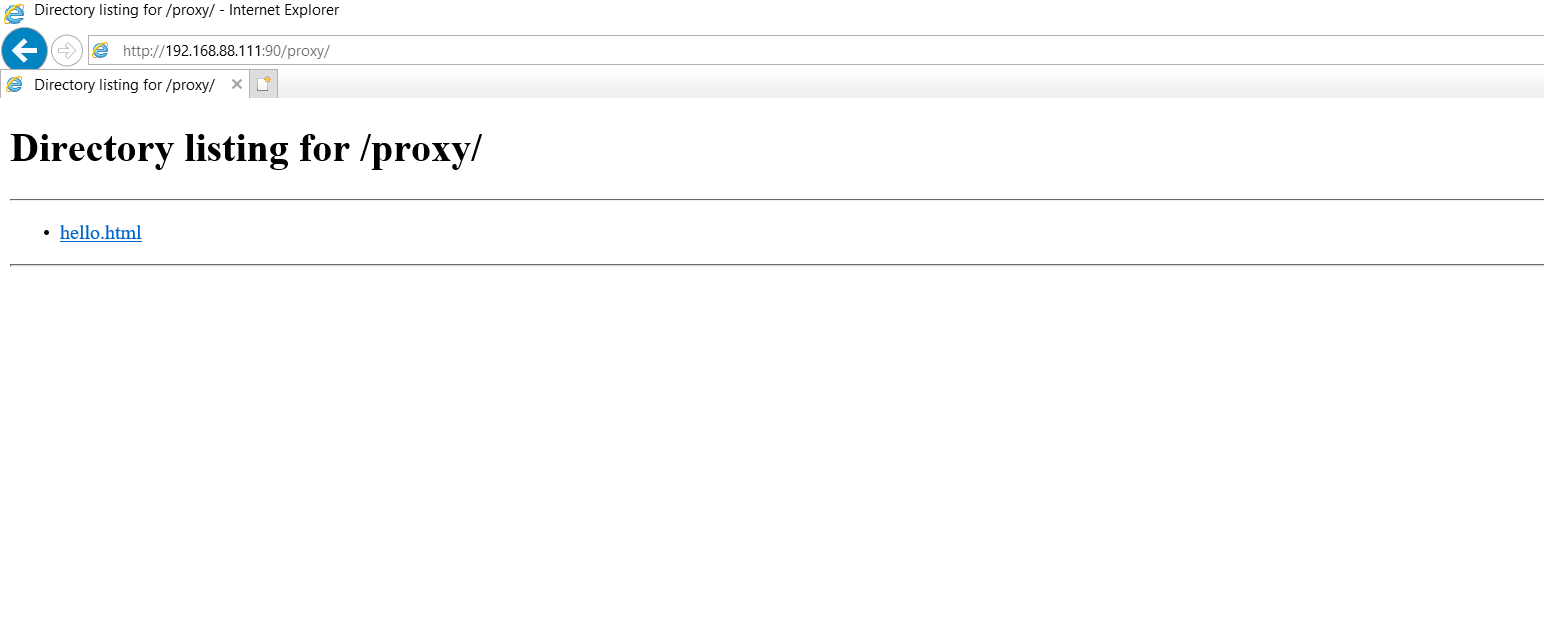 Directory listing for /proxy/ - Internet Explorer
http://192.168.88.111:90/proxy/
Directory listing for /proxy/
Directory listing for /proxy/
• hello.html